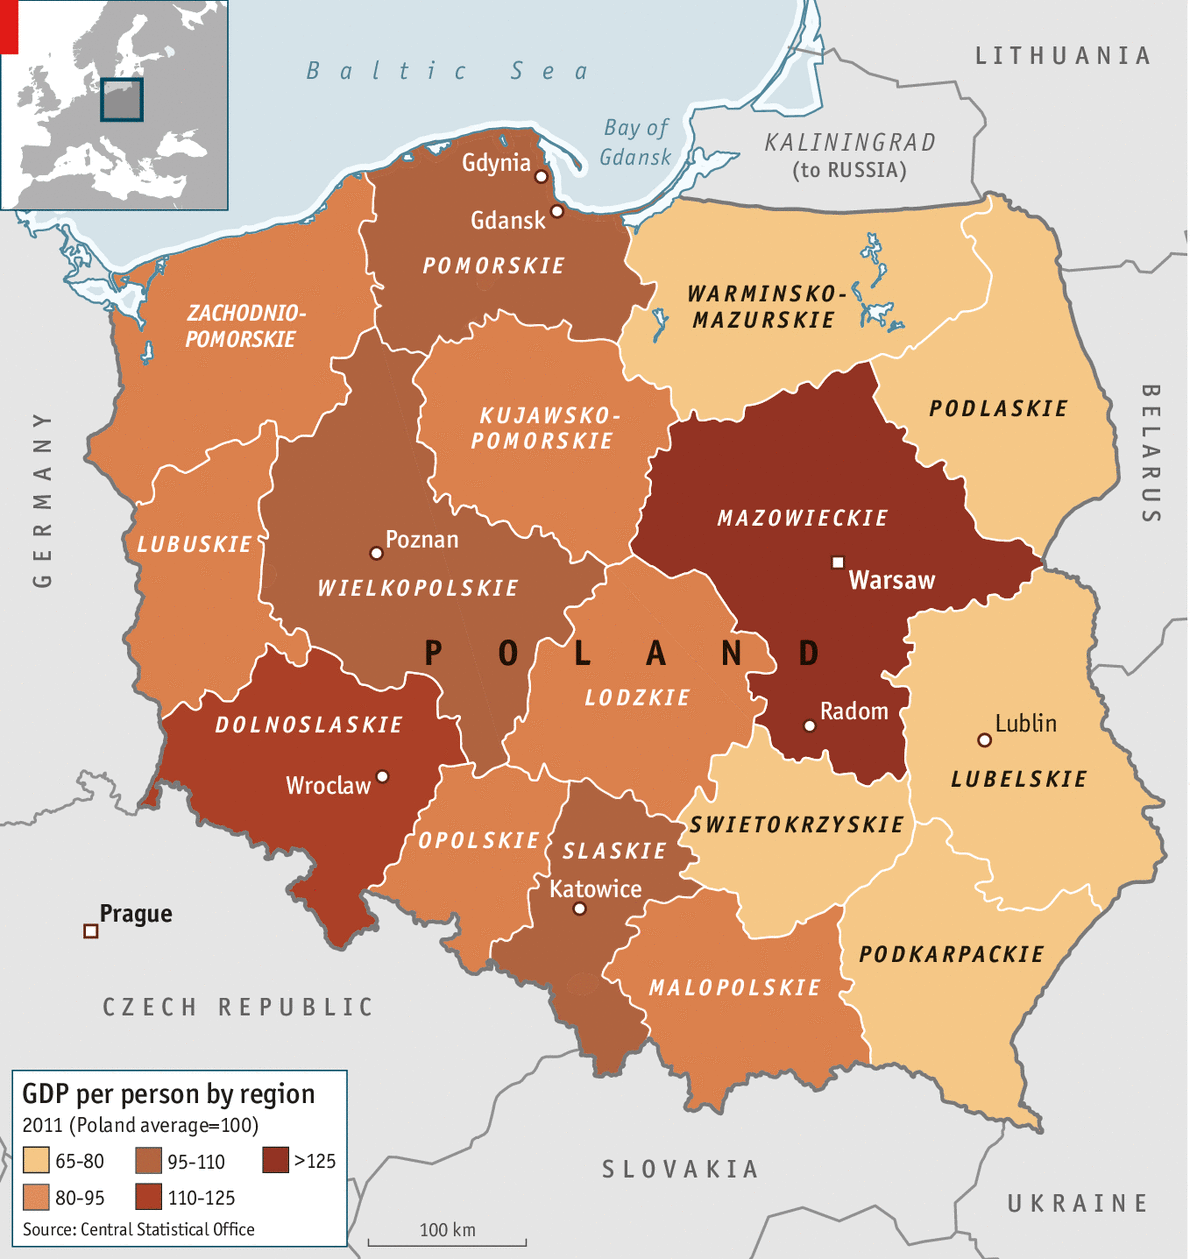 Baltic Sea
LITHUANIA
Bay of
Gdansk
KALININGRAD
(to RUSSIA)
Gdynia
Gdansk
POMORSKIE
ZACHODNIO-
POMORSKIE
WARMINSKO-
MAZURSKIE
PODLASKIE
KUJAWSKO-
POMORSKIE
GERMANY
BELARUS
MAZOWIECKIE
LUBUSKIE
Poznan
WIELKOPOLSKIE
Warsaw
POLAND
LODZKIE
Radom
DOLNOSLASKIE
Lublin
Wroclaw
LUBELSKIE
OPOLSKIE
SLASKIE
SWIETOKRZYSKIE
Katowice
Prague
PODKARPACKIE
MALOPOLSKIE
CZECH REPUBLIC
GDP per person by region
2011 (Poland average=100)
65-80
95-110
>125
80-95
110-125
Source: Central Statistical Office
100 km
SLOVAKIA
UKRAINE